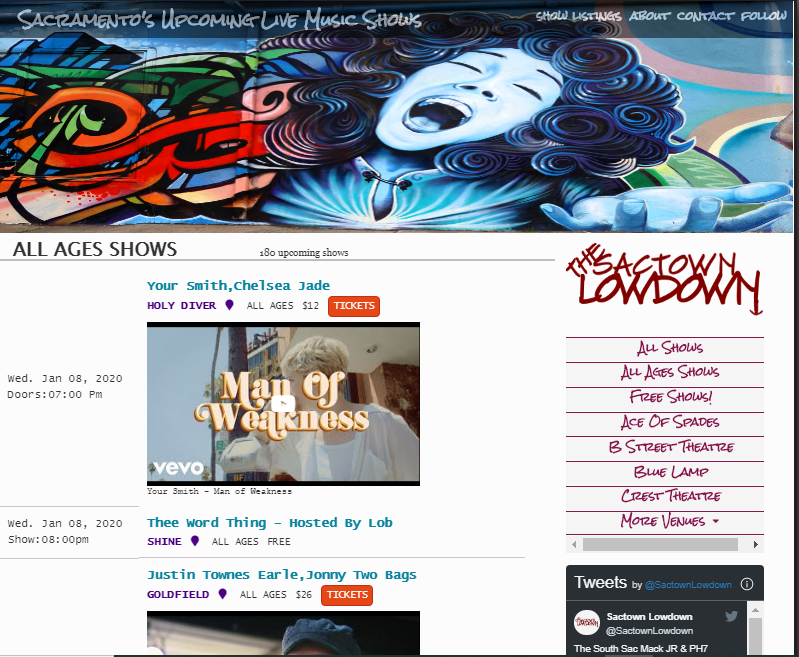 Sacramento's Upcoming Live Music Shows
Show Listings About Contact Follow
ALL AGES SHOWS
180 upcoming shows
Your Smith,Chelsea Jade
HOLY DIVER ALL AGES $12 TICKETS
Wed. Jan 08, 2020
Doors:07:00 Pm
Man Of
Weakness
vevo
Your Smith - Man of Weakness
Wed. Jan 08, 2020
Show:08:00pm
Thee Word Thing – Hosted By Lob
SHINE ALL AGES FREE
Justin Townes Earle,Jonny Two Bags
GOLDFIELD ALL AGES $26 TICKETS
The Sactown
Lowdown
All Shows
All Ages Shows
Free Shows!
Ace Of Spades
B Street Theatre
Blue Lamp
Crest Theatre
More Venues
Tweets by @SactownLowdown
Sactown Lowdown
@SactownLowdown
The South Sac Mack JR & PH7